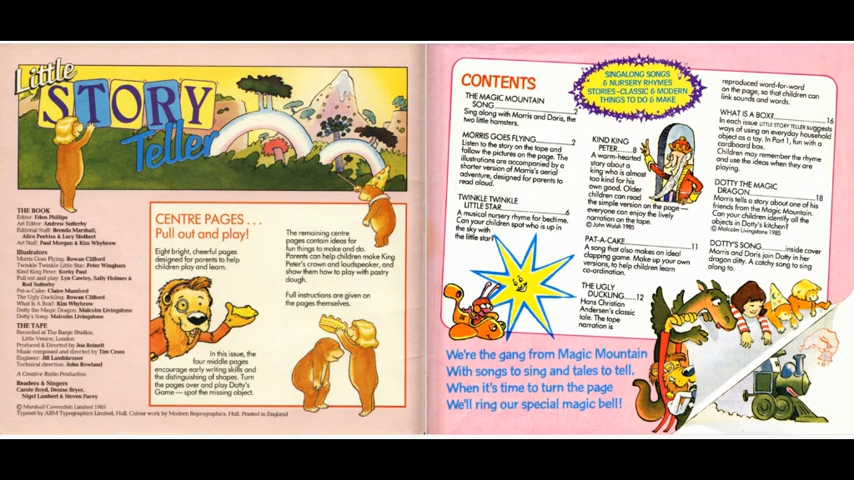 Little
STORY
Teller
THE BOOK
Editor: Eden Phillips
Art Editor: Andrew Sutterby
Editorial Staff: Brenda Marshall,
Alice Peebles & Lucy Sisfhorf
Art Staff: Paul Morgan & Kim Whybrow
Illustrators
Morris Goes Flying: Rowan Clifford
Twinkle Twinkle Little Star: Peter Wingham
Kind King Peter: Korky Paul
Pull-out and play: Lyn Cawley, Sally Holmes &
Rod Sutterby
Pat-a-Cake: Claire Mumford
The Ugly Duckling: Rowan Clifford
What Is A Box?: Kim Whybrow
Dotty the Magic Dragon: Malcolm Livingstone
Dotty's Song: Malcolm Livingstone
THE TAPE
Recorded at The Banjo Studios,
Little Venice, London
Produced & Directed by
Music composed and directed by Tim Cross
Engineer: Jill
Technical direction: John Rowland
A Creative Radio Production
Readers & Singers
Carole Boyd, Denise Bryer,
Nigel Lambert & Steven Pacey
© Marshall Cavendish Limited 1985
Typeset by ABM Typographics Limited, Hull. Colour work by Modern Reprographics, Hull. Printed in England
CENTRE PAGES . . .
Pull out and play!
Eight bright, cheerful pages
designed for parents to help
children play and learn.
In this issue, the
four middle pages
encourage early writing skills and
the distinguishing of shapes. Turn
the pages over and play Dotty's
Game — spot the missing object.
The remaining centre
pages contain ideas for
fun things to make and do.
Parents can help children make King
Peter's crown and loudspeaker, and
show them how to play with pastry
dough.
Full instructions are given on
the pages themselves.
CONTENTS
SINGALONG SONGS
& NURSERY RHYMES
STORIES–CLASSIC & MODERN
THINGS TO DO & MAKE
THE MAGIC MOUNTAIN
SONG..............................2
Sing along with Morris and Doris, the
two little hamsters.
MORRIS GOES FLYING..............2
Listen to the story on the tape and
follow the pictures on the page. The
illustrations are accompanied by a
shorter version of Morris's aerial
adventure, designed for parents to
read aloud.
TWINKLE TWINKLE
LITTLE STAR......................6
A musical nursery rhyme for bedtime.
Can your children spot who is up in
the sky with
the little star?
KIND KING
PETER..........8
A warm-hearted
story about a
king who is almost
too kind for his
own good. Older
children can read
the simple version on the page —
everyone can enjoy the lively
narration on the tape.
© John Walsh 1985
PAT-A-CAKE......................11
A song that also makes an ideal
clapping game. Make up your own
versions, to help children learn
co-ordination.
THE UGLY
DUCKLING.....12
Hans Christian
Andersen's classic
tale. The tape
narration is
reproduced word-for-word
on the page, so that children can
link sounds and words.
WHAT IS A BOX?..................16
In each issue LITTLE STORY TELLER suggests
ways of using an everyday household
object as a toy. In Part 1, fun with a
cardboard box.
Children may remember the rhyme
and use the ideas when they are
playing.
DOTTY THE MAGIC
DRAGON..........................18
Morris tells a story about one of his
friends from the Magic Mountain.
Can your children identify all the
objects in Dotty's kitchen?
© Malcolm Livingstone 1985
DOTTY'S SONG............inside cover
Morris and Doris join Dotty in her
dragon ditty. A catchy song to sing
along to.
We're the gang from Magic Mountain
With songs to sing and tales to tell.
When it's time to turn the page
We'll ring our special magic bell!